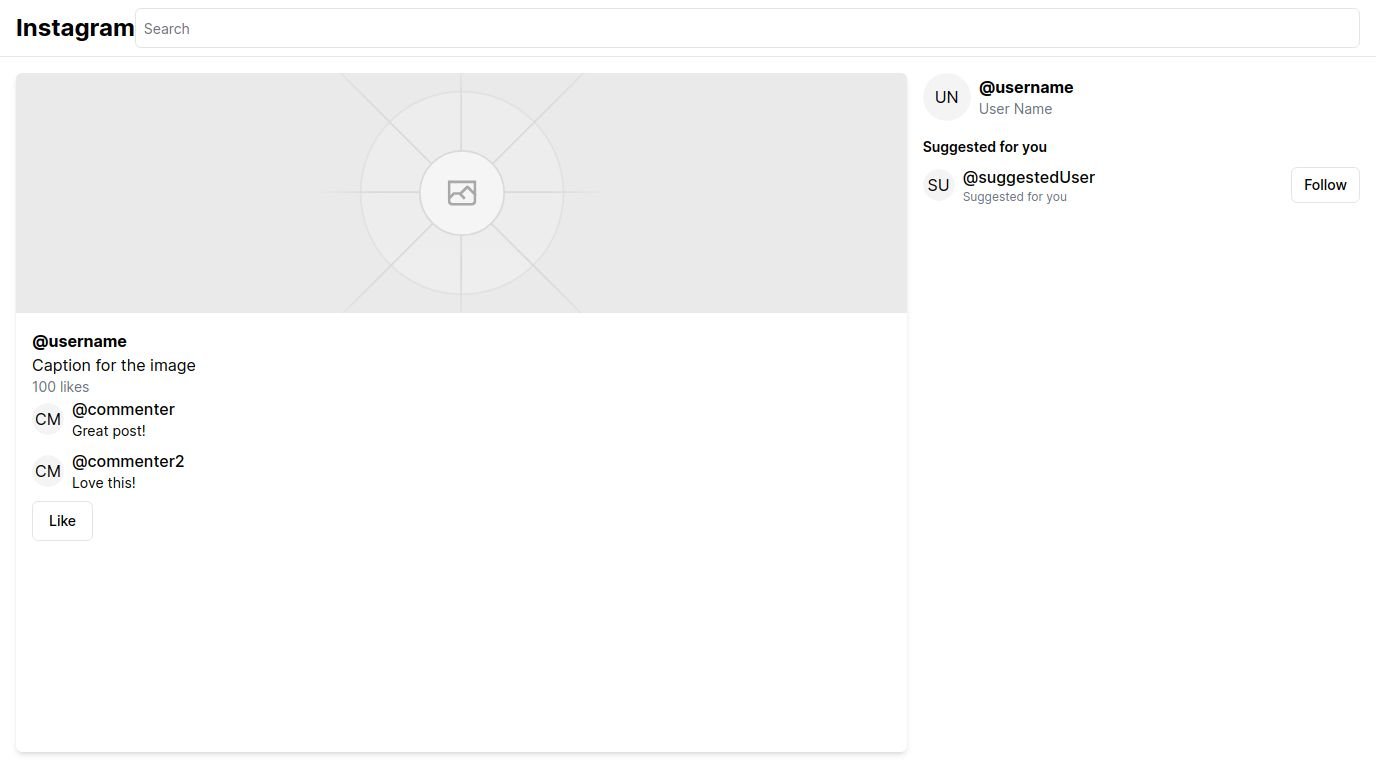 Instagram
Search
@username
Caption for the image
100 likes
CM
@commenter
Great post!
CM
@commenter2
Love this!
Like
UN
@username
User Name
Suggested for you
SU
@suggestedUser
Suggested for you
Follow